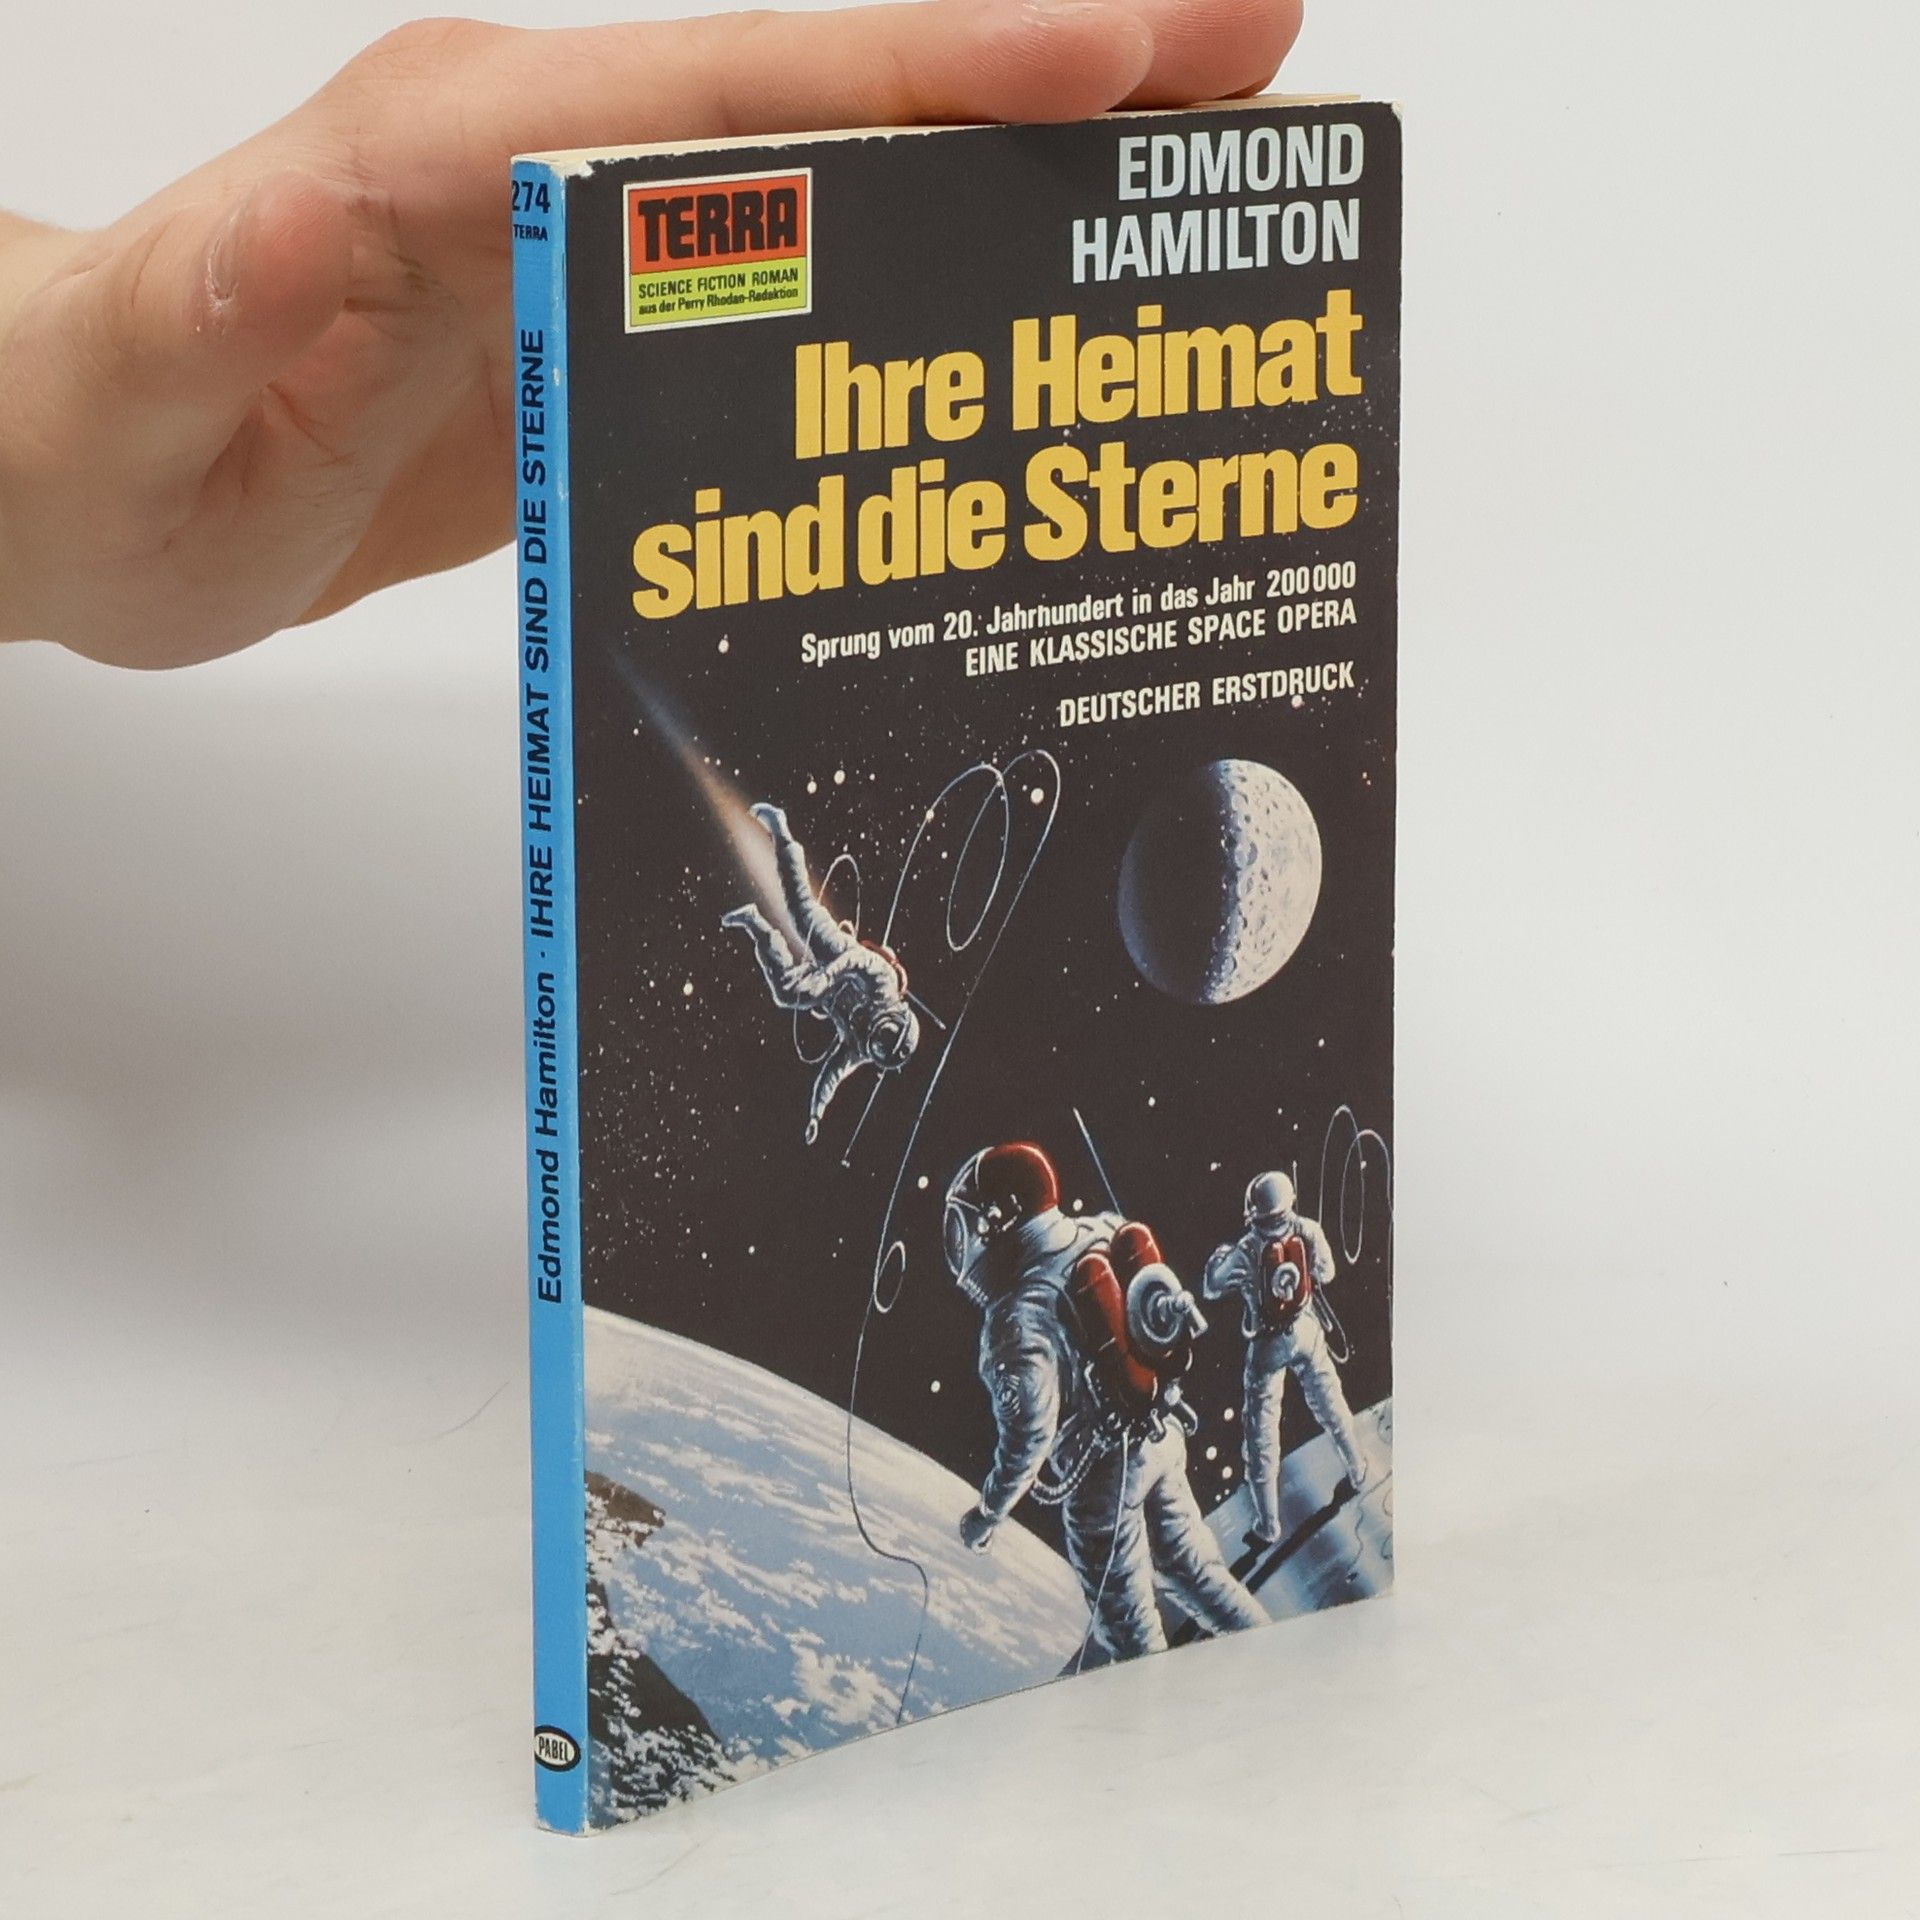 274
TERRA
Edmond Hamilton · IHRE HEIMAT SIND DIE STERNE
PABEL
TERRA
SCIENCE FICTION ROMAN
aus der Perry Rhodan-Redaktion
EDMOND
HAMILTON
Ihre Heimat
sind die Sterne
Sprung vom 20. Jahrhundert in das Jahr 200000
EINE KLASSISCHE SPACE OPERA
DEUTSCHER ERSTDRUCK